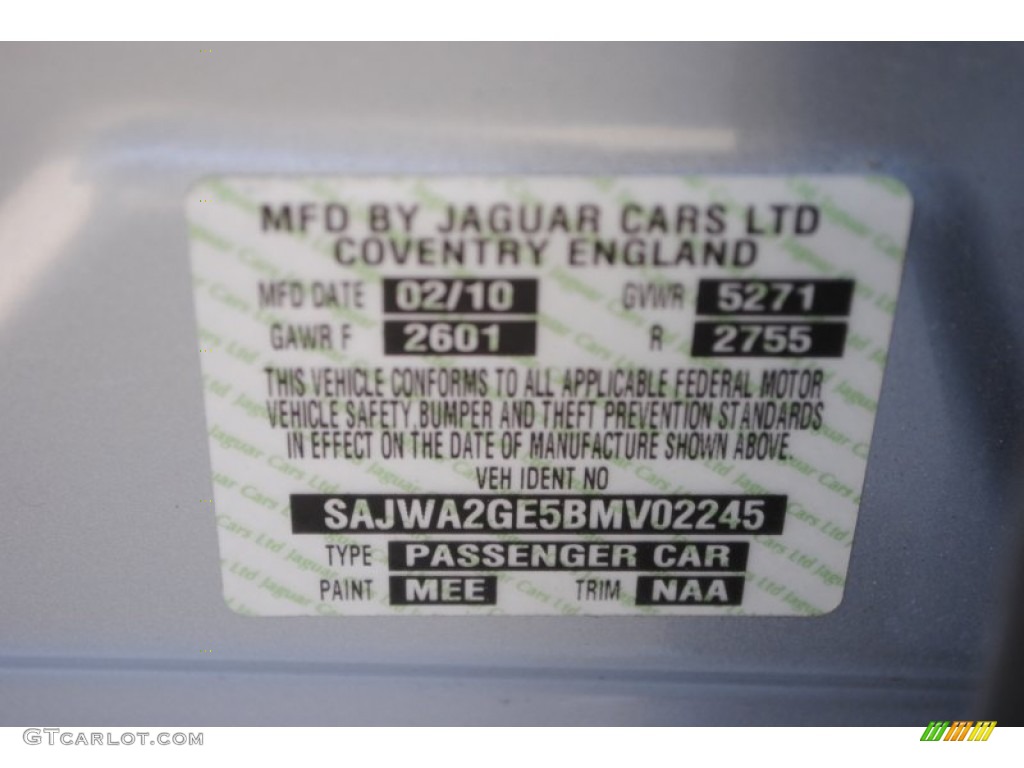 MFD BY JAGUAR CARS LTD
COVENTRY ENGLAND
MFD DATE 02/10 GVWR 5271
GAWR F 2601 R 2755
THIS VEHICLE CONFORMS TO ALL APPLICABLE FEDERAL MOTOR
VEHICLE SAFETY, BUMPER AND THEFT PREVENTION STANDARDS
IN EFFECT ON THE DATE OF MANUFACTURE SHOWN ABOVE.
VEH IDENT NO
SAJWA2GE5BMV02245
TYPE PASSENGER CAR
PAINT MEE TRIM NAA
GTCarlot.com